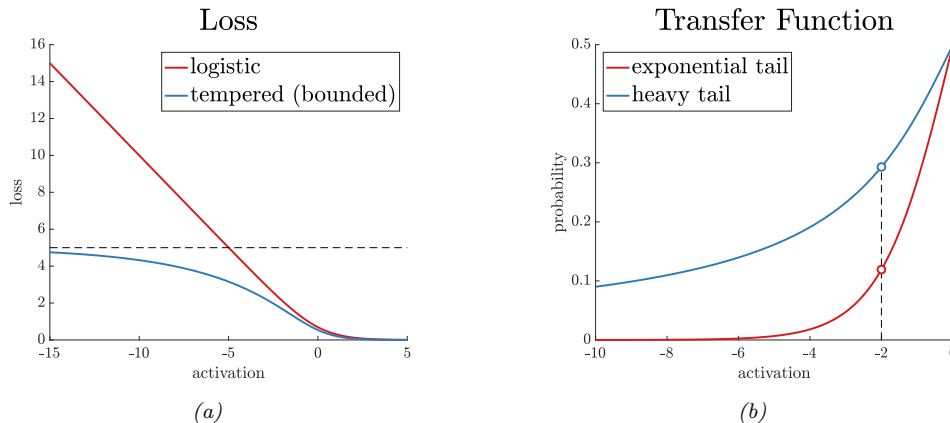 Loss
16
14
12
10
8
6
4
2
0
loss
logistic
tempered (bounded)
-15
-10
-5
0
5
activation
(a)
Transfer Function
0.5
0.4
0.3
0.2
0.1
0
probability
exponential tail
heavy tail
-10
-8
-6
-4
-2
activation
(b)